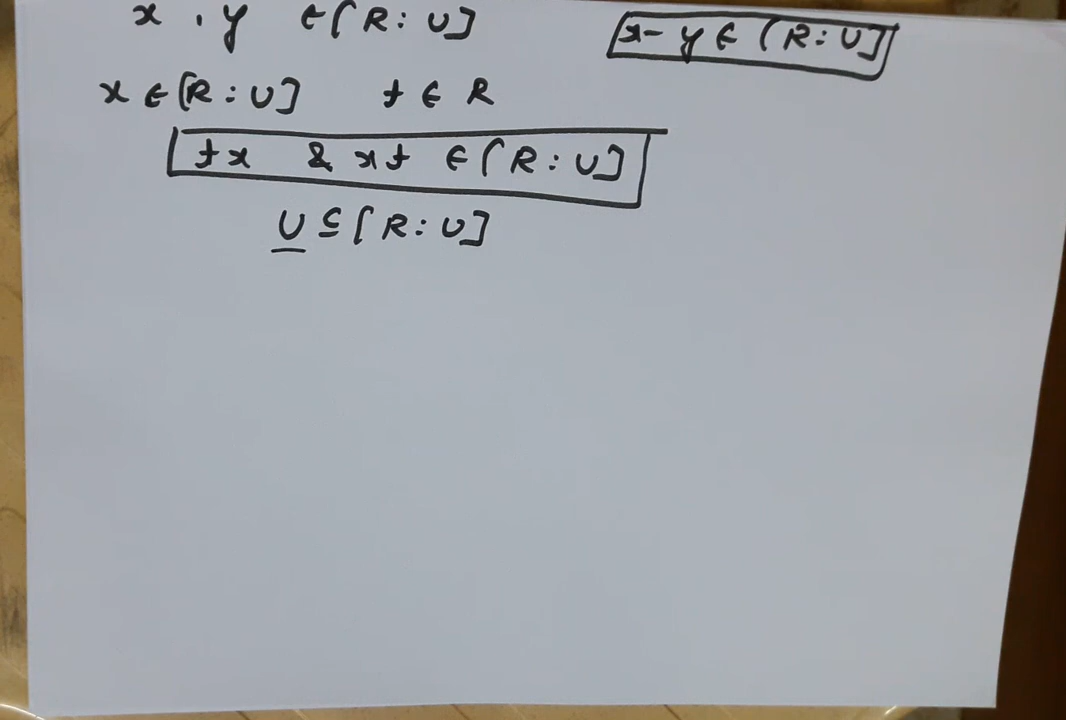 x , y ∈ [R : U] x - y ∈ [R : U]
x ∈ [R : U] t ∈ R
tx & xt ∈ [R : U]
U ⊆ [R : U]